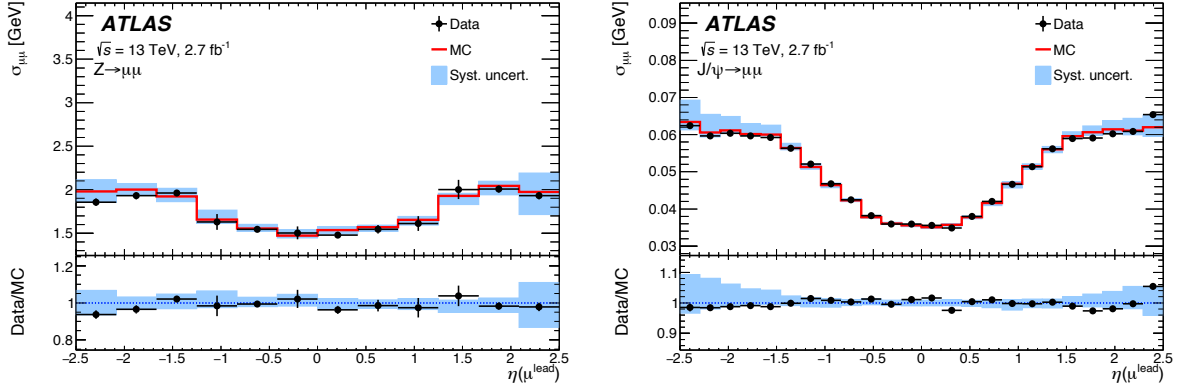 ATLAS
√s = 13 TeV, 2.7 fb⁻¹
Z→μμ
Data
MC
Syst. uncert.
σμμ [GeV]
4
3.5
3
2.5
2
1.5
Data/MC
1.2
1
0.8
−2.5 −2 −1.5 −1 −0.5 0 0.5 1 1.5 2 2.5
η(μ^lead)
ATLAS
√s = 13 TeV, 2.7 fb⁻¹
J/ψ→μμ
Data
MC
Syst. uncert.
σμμ [GeV]
0.09
0.08
0.07
0.06
0.05
0.04
0.03
Data/MC
1.1
1
0.9
−2.5 −2 −1.5 −1 −0.5 0 0.5 1 1.5 2 2.5
η(μ^lead)